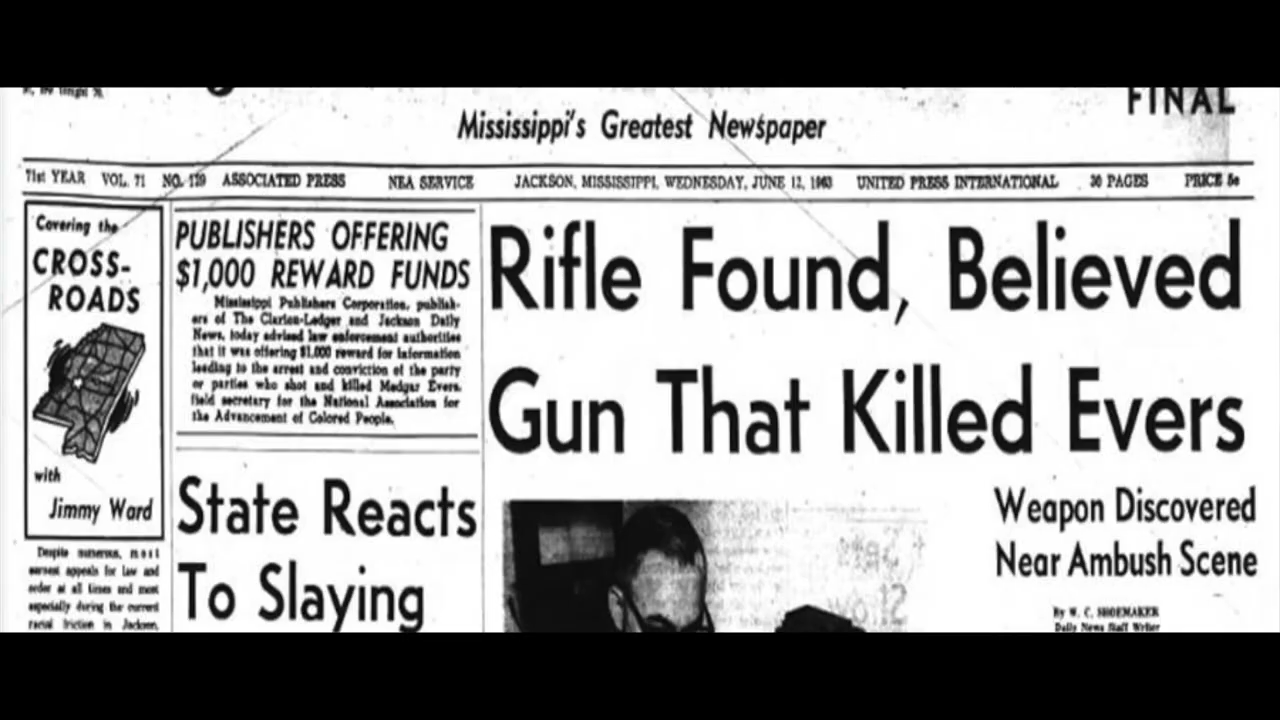 FINAL
Mississippi's Greatest Newspaper
71st YEAR VOL. 71 NO. 129 ASSOCIATED PRESS NEA SERVICE JACKSON, MISSISSIPPI, WEDNESDAY, JUNE 12, 1963 UNITED PRESS INTERNATIONAL 30 PAGES PRICE 5c
Covering the
CROSS-
ROADS
with
Jimmy Ward
Despite numerous, most
earnest appeals for law and
order at all times and most
especially during the current
racial friction in Jackson,
PUBLISHERS OFFERING
$1,000 REWARD FUNDS
Mississippi Publishers Corporation, publish-
ers of The Clarion-Ledger and Jackson Daily
News, today advised law enforcement authorities
that it was offering $1,000 reward for information
leading to the arrest and conviction of the party
or parties who shot and killed Medgar Evers,
field secretary for the National Association for
the Advancement of Colored People.
State Reacts
To Slaying
Rifle Found, Believed
Gun That Killed Evers
Weapon Discovered
Near Ambush Scene
By W. C. SHOEMAKER
Daily News Staff Writer